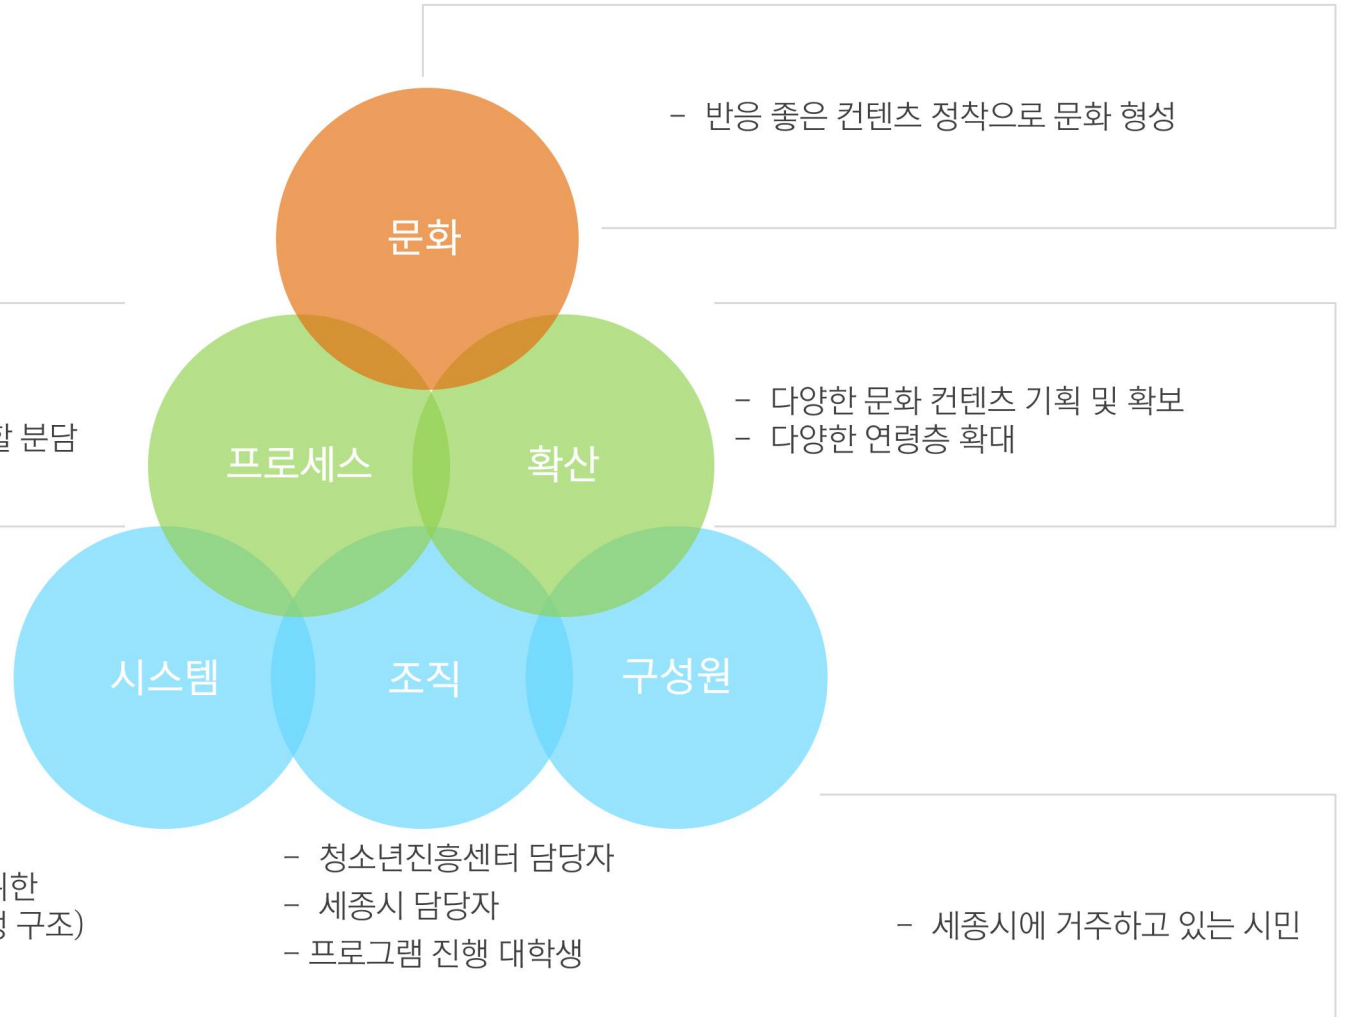 - 반응 좋은 컨텐츠 정착으로 문화 형성
문화
- 다양한 문화 컨텐츠 기획 및 확보
- 다양한 연령층 확대
분담
프로세스
확산
시스템
조직
구성원
- 청소년진흥센터 담당자
- 세종시 담당자
- 프로그램 진행 대학생
구조)
- 세종시에 거주하고 있는 시민